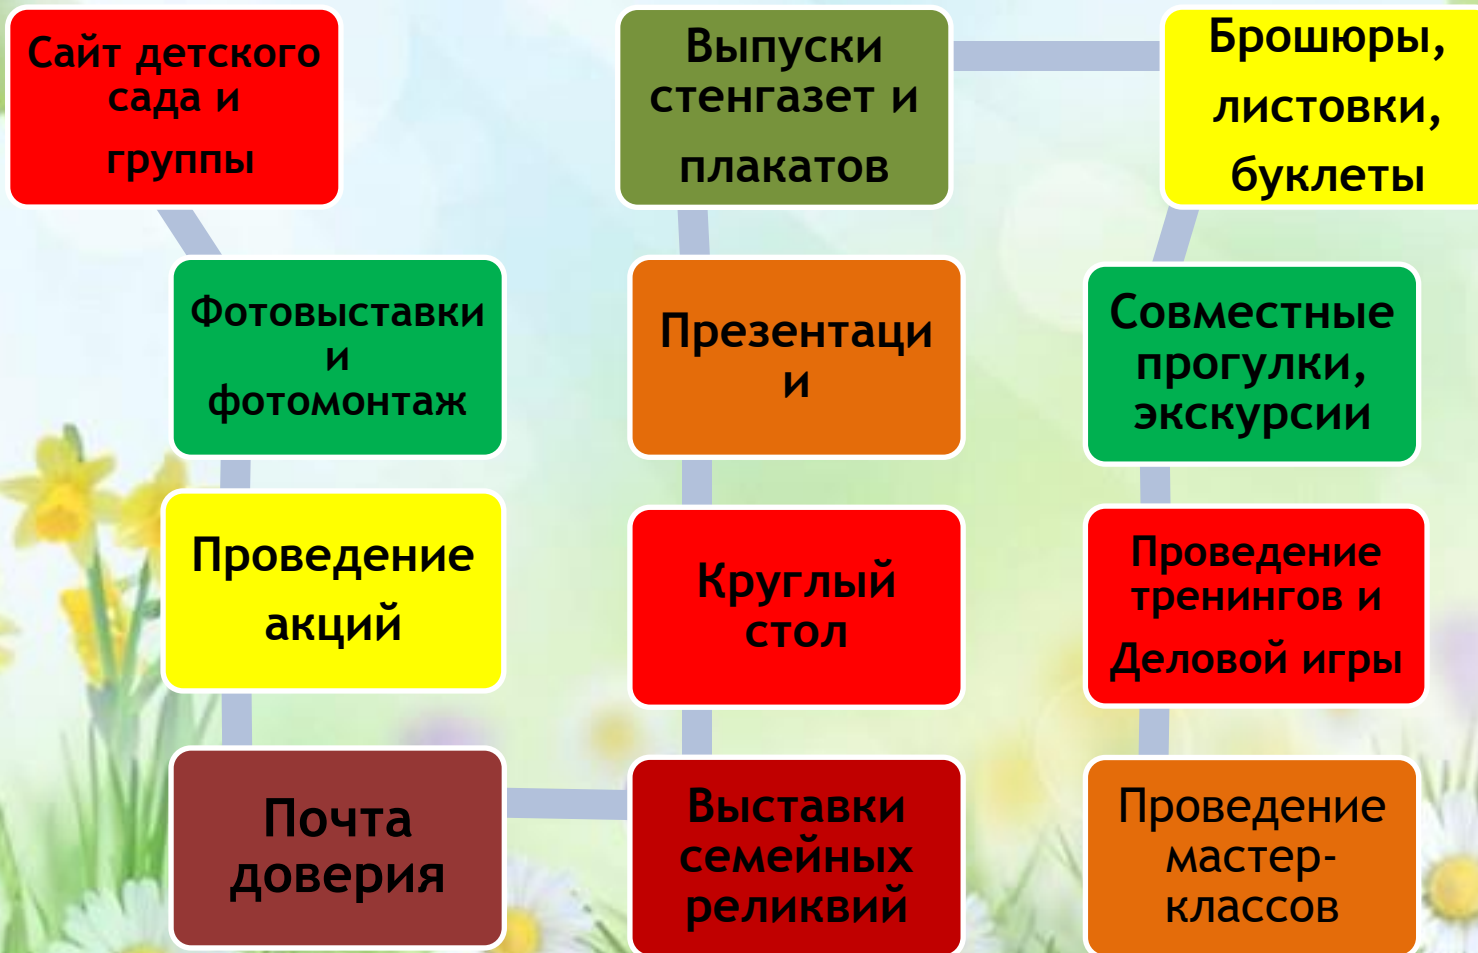 Сайт детского
сада и
группы
Фотовыставки
и
фотомонтаж
Проведение
акций
Почта
доверия
Выставки
семейных
реликвий
Круглый
стол
Презентаци
и
Выпуски
стенгазет и
плакатов
Брошюры,
листовки,
буклеты
Совместные
прогулки,
экскурсии
Проведение
тренингов и
Деловой игры
Проведение
мастер-
классов